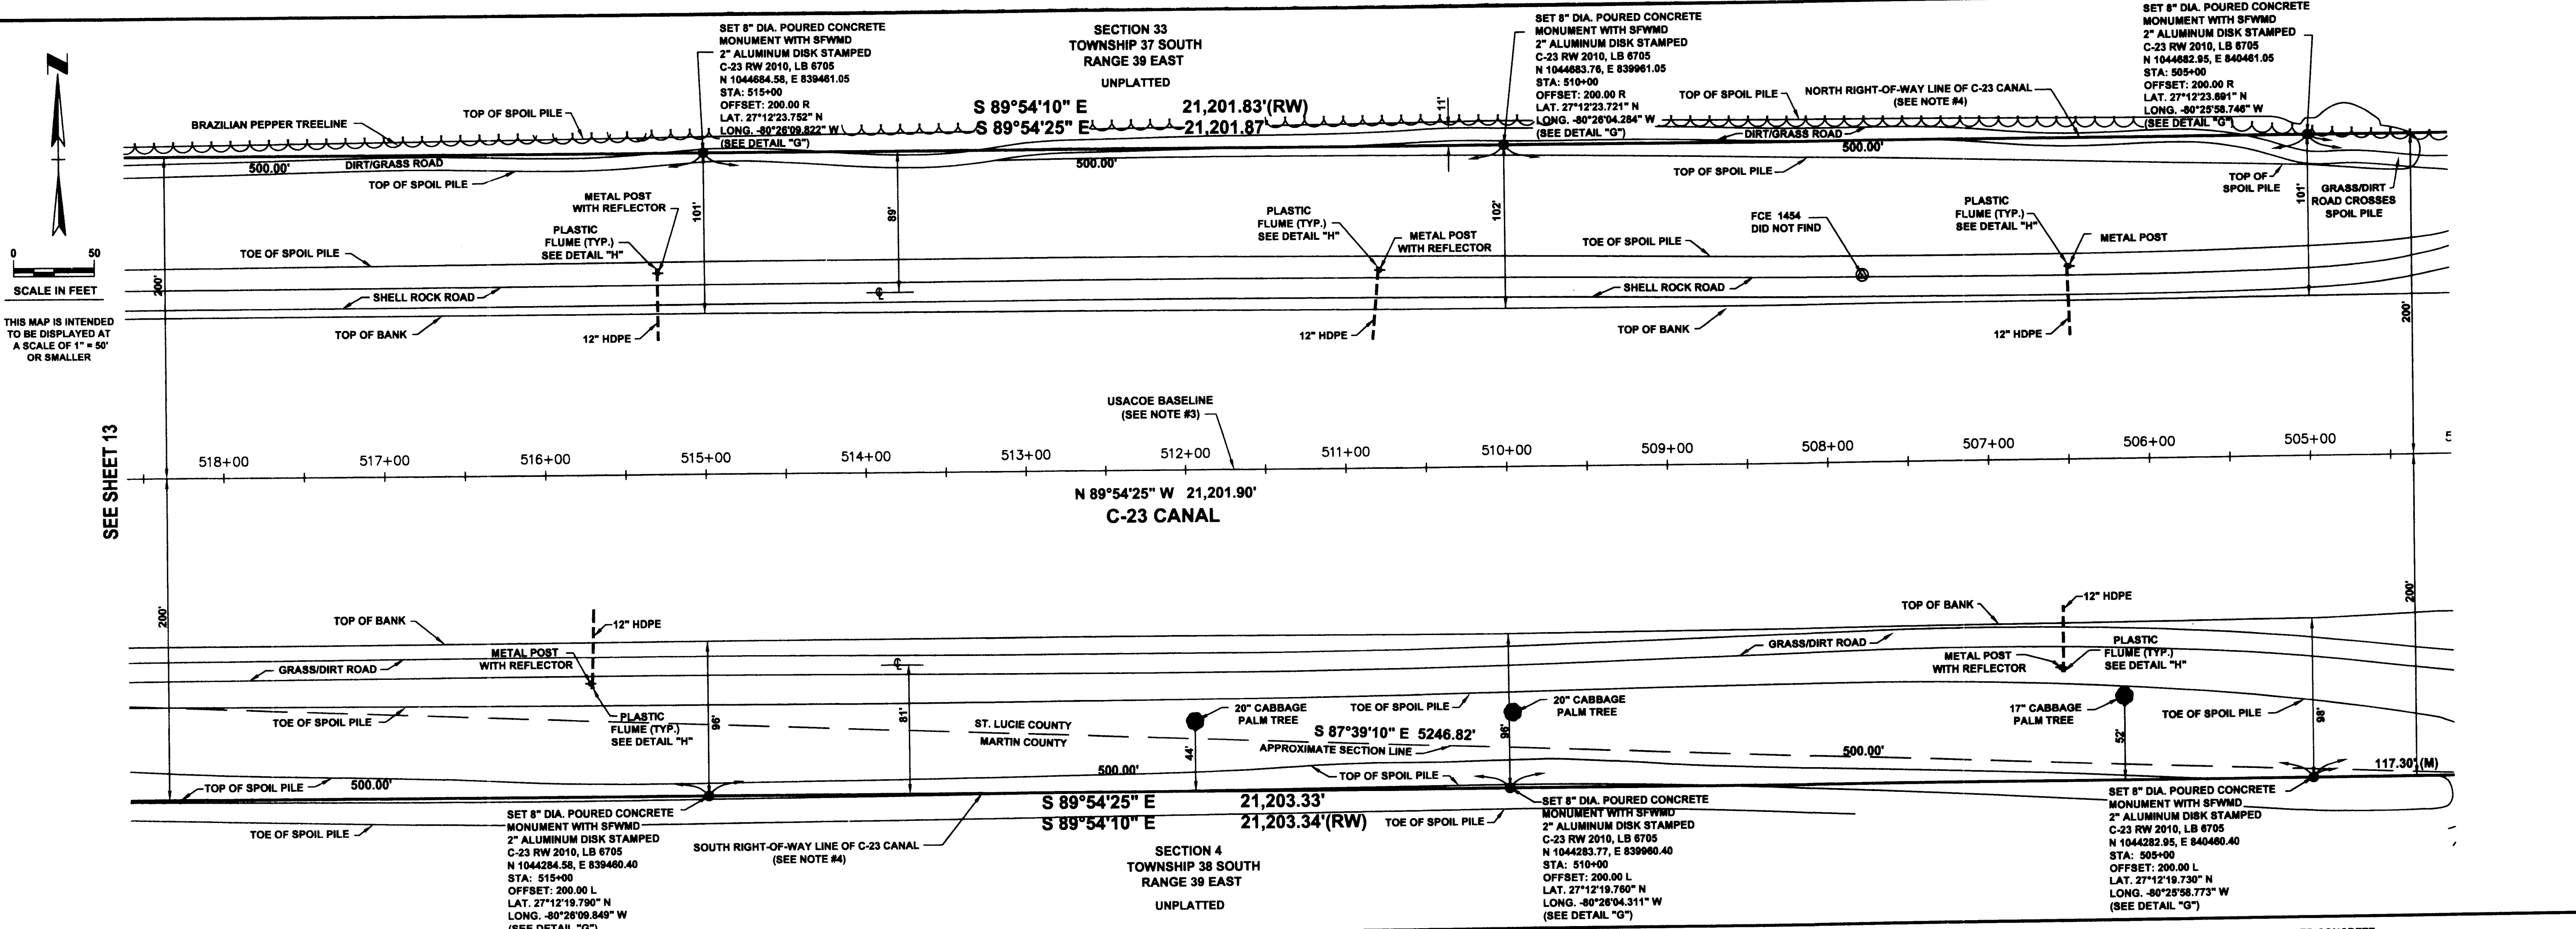 SET 8" DIA. POURED CONCRETE
MONUMENT WITH SFWMD
2" ALUMINUM DISK STAMPED
C-23 RW 2010, LB 6705
N 1044684.58, E 839461.05
STA: 515+00
OFFSET: 200.00 R
LAT. 27°12'23.752" N
LONG. -80°26'09.822" W
(SEE DETAIL "G")
SECTION 33
TOWNSHIP 37 SOUTH
RANGE 39 EAST
UNPLATTED
S 89°54'10" E 21,201.83'(RW)
S 89°54'25" E 21,201.87
SET 8" DIA. POURED CONCRETE
MONUMENT WITH SFWMD
2" ALUMINUM DISK STAMPED
C-23 RW 2010, LB 6705
N 1044683.76, E 839961.05
STA: 510+00
OFFSET: 200.00 R
LAT. 27°12'23.721" N
LONG. -80°26'04.284" W
(SEE DETAIL "G")
SET 8" DIA. POURED CONCRETE
MONUMENT WITH SFWMD
2" ALUMINUM DISK STAMPED
C-23 RW 2010, LB 6705
N 1044682.95, E 840461.05
STA: 505+00
OFFSET: 200.00 R
LAT. 27°12'23.691" N
LONG. -80°25'58.746" W
(SEE DETAIL "G")
N
BRAZILIAN PEPPER TREELINE
TOP OF SPOIL PILE
11'
TOP OF SPOIL PILE
NORTH RIGHT-OF-WAY LINE OF C-23 CANAL
(SEE NOTE #4)
500.00'
DIRT/GRASS ROAD
TOP OF SPOIL PILE
500.00'
DIRT/GRASS ROAD
500.00'
TOP OF SPOIL PILE
TOP OF
SPOIL PILE
GRASS/DIRT
ROAD CROSSES
SPOIL PILE
0 50
SCALE IN FEET
THIS MAP IS INTENDED
TO BE DISPLAYED AT
A SCALE OF 1" = 50'
OR SMALLER
200'
TOE OF SPOIL PILE
SHELL ROCK ROAD
TOP OF BANK
METAL POST
WITH REFLECTOR
PLASTIC
FLUME (TYP.)
SEE DETAIL "H"
12" HDPE
101'
89'
PLASTIC
FLUME (TYP.)
SEE DETAIL "H"
METAL POST
WITH REFLECTOR
12" HDPE
102'
TOE OF SPOIL PILE
SHELL ROCK ROAD
TOP OF BANK
FCE 1454
DID NOT FIND
PLASTIC
FLUME (TYP.)
SEE DETAIL "H"
METAL POST
12" HDPE
101'
200'
SEE SHEET 13
USACOE BASELINE
(SEE NOTE #3)
518+00 517+00 516+00 515+00 514+00 513+00 512+00 511+00 510+00 509+00 508+00 507+00 506+00 505+00
N 89°54'25" W 21,201.90'
C-23 CANAL
200'
TOP OF BANK
GRASS/DIRT ROAD
TOE OF SPOIL PILE
12" HDPE
METAL POST
WITH REFLECTOR
PLASTIC
FLUME (TYP.)
SEE DETAIL "H"
96'
81'
ST. LUCIE COUNTY
MARTIN COUNTY
20" CABBAGE
PALM TREE
44'
TOE OF SPOIL PILE
S 87°39'10" E 5246.82'
APPROXIMATE SECTION LINE
96'
20" CABBAGE
PALM TREE
TOP OF BANK
GRASS/DIRT ROAD
12" HDPE
METAL POST
WITH REFLECTOR
PLASTIC
FLUME (TYP.)
SEE DETAIL "H"
17" CABBAGE
PALM TREE
52'
TOE OF SPOIL PILE
98'
200'
TOP OF SPOIL PILE
500.00'
500.00'
TOP OF SPOIL PILE
500.00'
117.30'(M)
TOE OF SPOIL PILE
S 89°54'25" E 21,203.33'
S 89°54'10" E 21,203.34'(RW)
TOE OF SPOIL PILE
SOUTH RIGHT-OF-WAY LINE OF C-23 CANAL
(SEE NOTE #4)
SET 8" DIA. POURED CONCRETE
MONUMENT WITH SFWMD
2" ALUMINUM DISK STAMPED
C-23 RW 2010, LB 6705
N 1044284.58, E 839460.40
STA: 515+00
OFFSET: 200.00 L
LAT. 27°12'19.790" N
LONG. -80°26'09.849" W
(SEE DETAIL "G")
SECTION 4
TOWNSHIP 38 SOUTH
RANGE 39 EAST
UNPLATTED
SET 8" DIA. POURED CONCRETE
MONUMENT WITH SFWMD
2" ALUMINUM DISK STAMPED
C-23 RW 2010, LB 6705
N 1044283.77, E 839960.40
STA: 510+00
OFFSET: 200.00 L
LAT. 27°12'19.760" N
LONG. -80°26'04.311" W
(SEE DETAIL "G")
SET 8" DIA. POURED CONCRETE
MONUMENT WITH SFWMD
2" ALUMINUM DISK STAMPED
C-23 RW 2010, LB 6705
N 1044282.95, E 840460.40
STA: 505+00
OFFSET: 200.00 L
LAT. 27°12'19.730" N
LONG. -80°25'58.773" W
(SEE DETAIL "G")